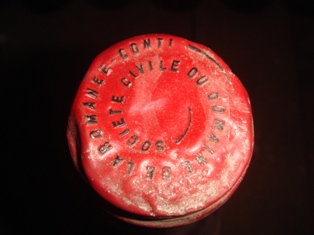 SOCIETE CIVILE DU DOMAINE
DE LA ROMANEE CONTI